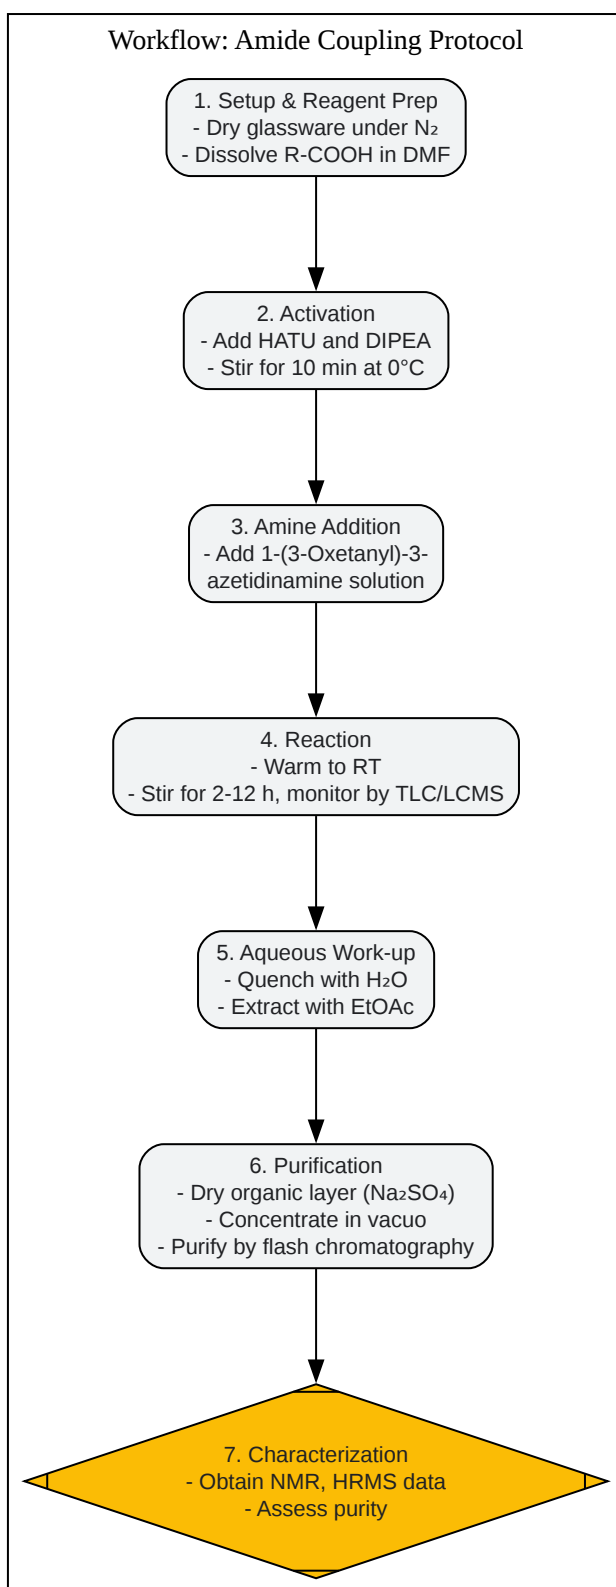 Workflow: Amide Coupling Protocol
1. Setup & Reagent Prep
- Dry glassware under N₂
- Dissolve R-COOH in DMF
2. Activation
- Add HATU and DIPEA
- Stir for 10 min at 0°C
3. Amine Addition
- Add 1-(3-Oxetanyl)-3-
azetidinamine solution
4. Reaction
- Warm to RT
- Stir for 2-12 h, monitor by TLC/LCMS
5. Aqueous Work-up
- Quench with H₂O
- Extract with EtOAc
6. Purification
- Dry organic layer (Na₂SO₄)
- Concentrate in vacuo
- Purify by flash chromatography
7. Characterization
- Obtain NMR, HRMS data
- Assess purity